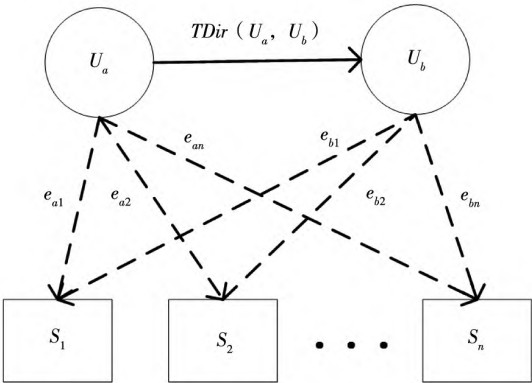 TDir ( U_a, U_b )
U_a
U_b
e_an
e_b1
e_a1
e_a2
e_b2
e_bn
S_1
S_2
• • •
S_n